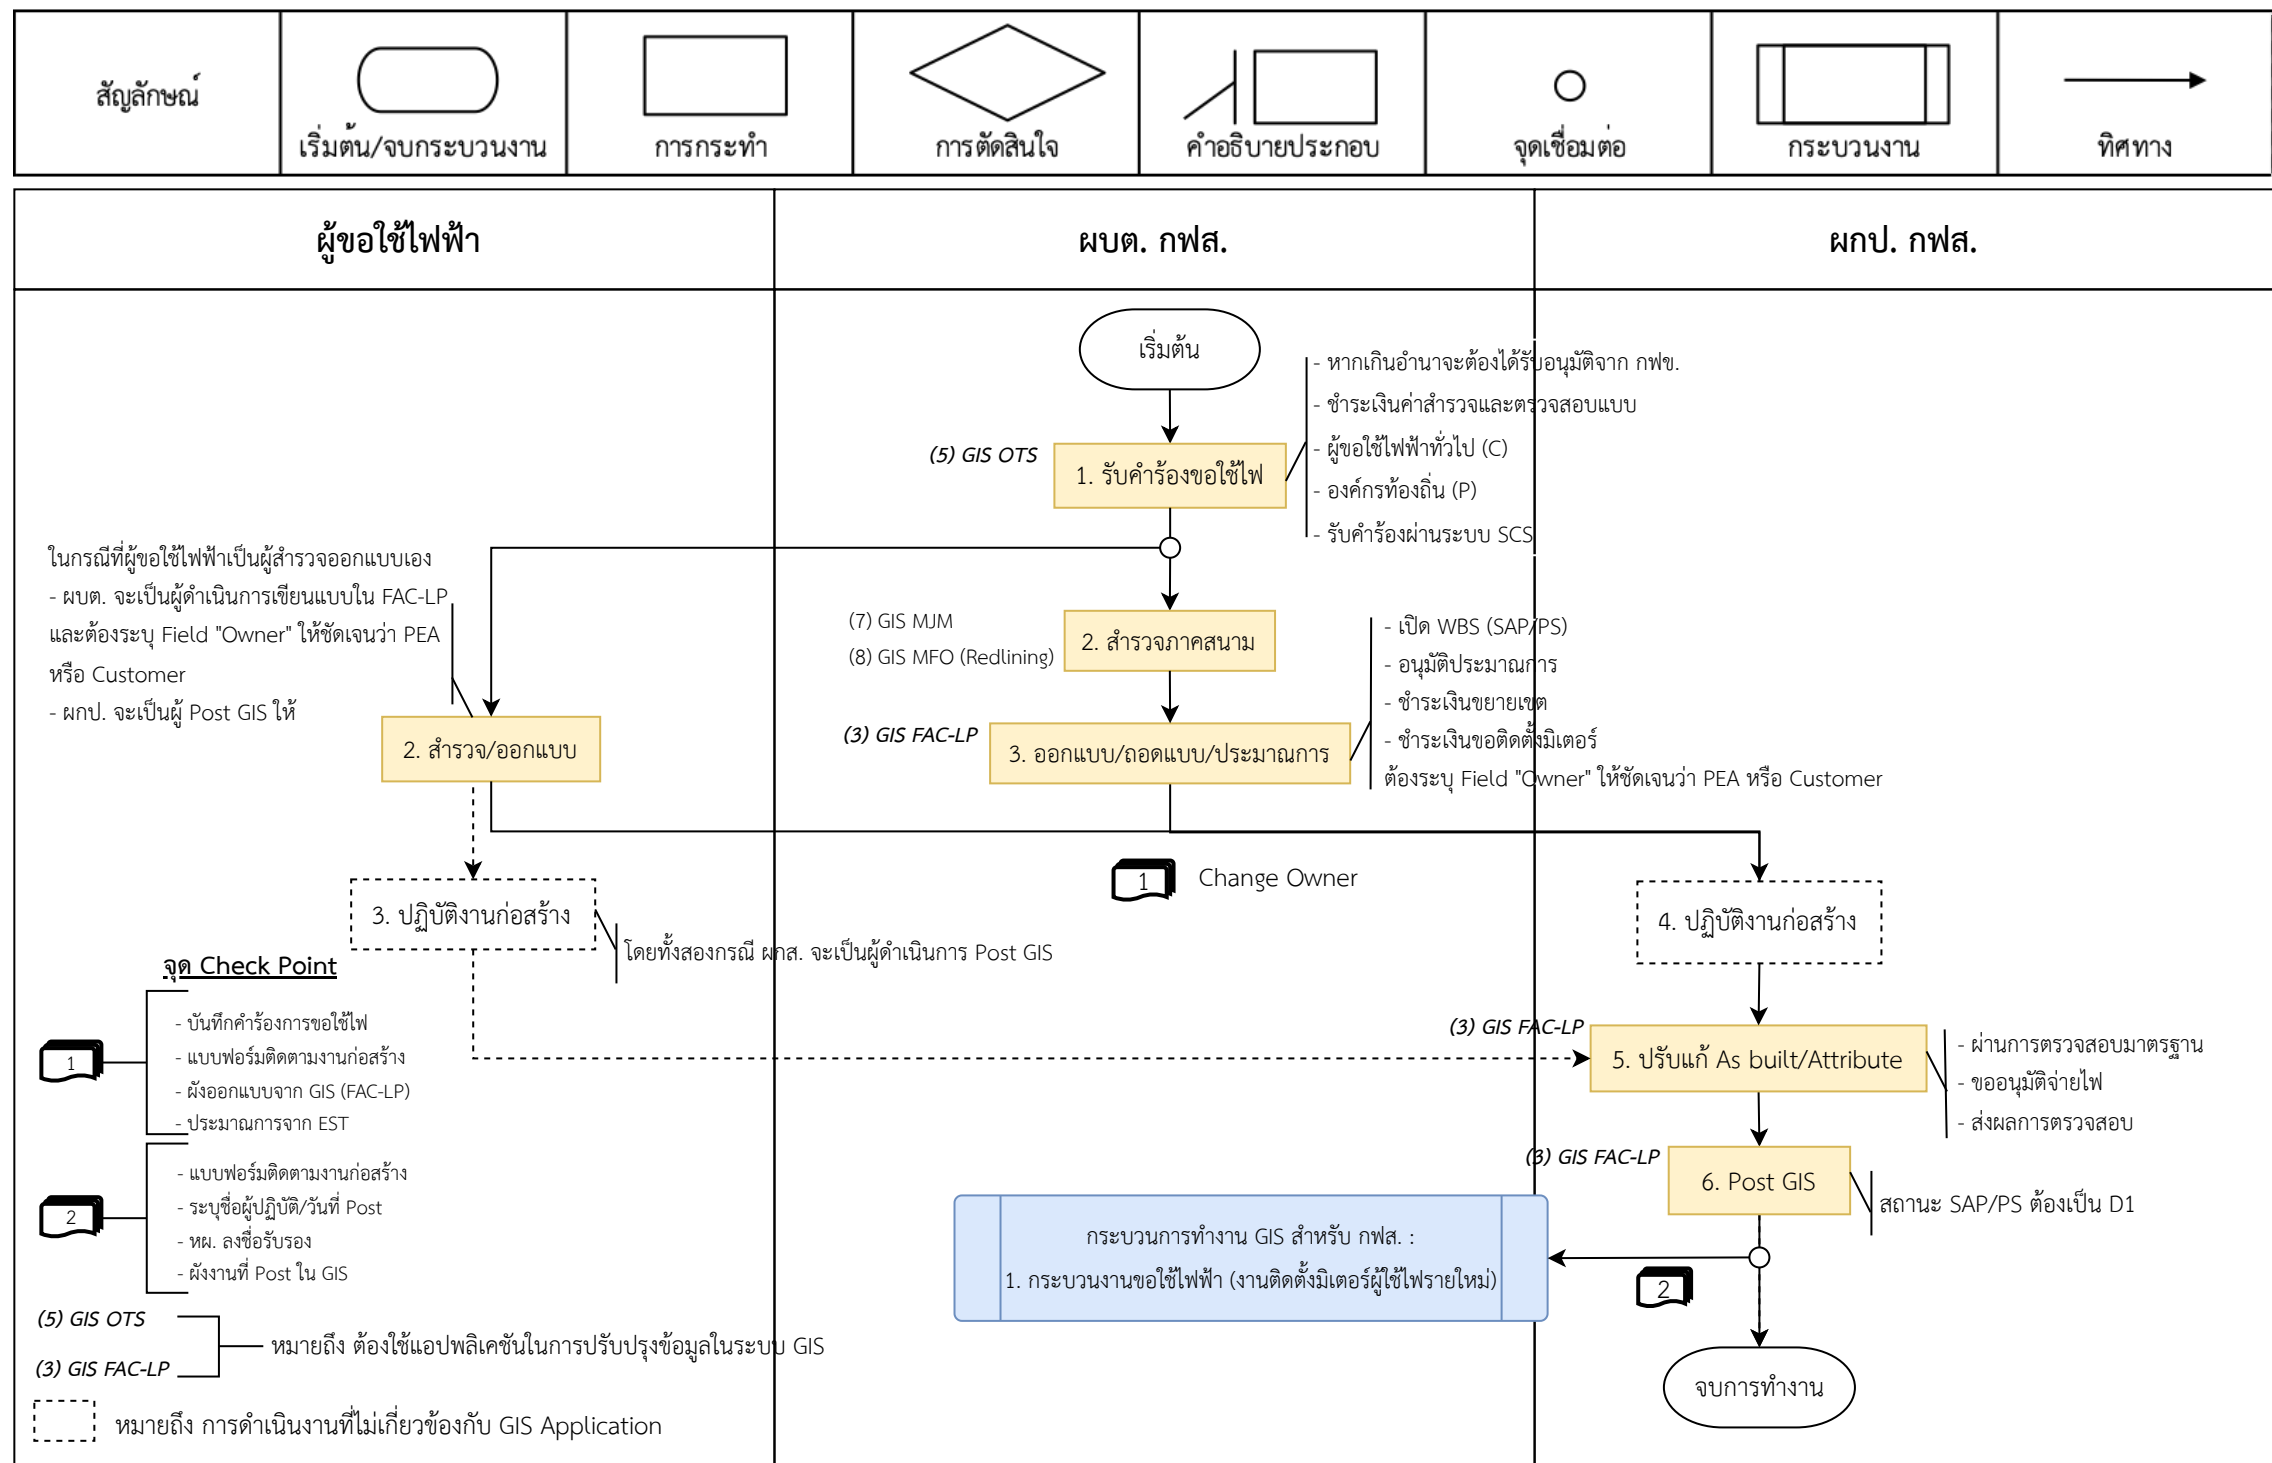 สัญลักษณ์
เริ่มต้น/จบกระบวนงาน
การกระทำ
การตัดสินใจ
คำอธิบายประกอบ
จุดเชื่อมต่อ
กระบวนงาน
ทิศทาง
ผู้ขอใช้ไฟฟ้า
ผบต. กฟส.
ผกป. กฟส.
เริ่มต้น
- หากเกินอำนาจะต้องได้รับอนุมัติจาก กฟข.
- ชำระเงินค่าสำรวจและตรวจสอบแบบ
- ผู้ขอใช้ไฟฟ้าทั่วไป (C)
- องค์กรท้องถิ่น (P)
- รับคำร้องผ่านระบบ SCS
(5) GIS OTS
1. รับคำร้องขอใช้ไฟ
ในกรณีที่ผู้ขอใช้ไฟฟ้าเป็นผู้สำรวจออกแบบเอง
- ผบต. จะเป็นผู้ดำเนินการเขียนแบบใน FAC-LP
และต้องระบุ Field "Owner" ให้ชัดเจนว่า PEA
หรือ Customer
- ผกป. จะเป็นผู้ Post GIS ให้
2. สำรวจ/ออกแบบ
(7) GIS MJM
(8) GIS MFO (Redlining)
2. สำรวจภาคสนาม
- เปิด WBS (SAP/PS)
- อนุมัติประมาณการ
- ชำระเงินขยายเขต
- ชำระเงินขอติดตั้งมิเตอร์
ต้องระบุ Field "Owner" ให้ชัดเจนว่า PEA หรือ Customer
(3) GIS FAC-LP
3. ออกแบบ/ถอดแบบ/ประมาณการ
1
Change Owner
3. ปฏิบัติงานก่อสร้าง
โดยทั้งสองกรณี ผกส. จะเป็นผู้ดำเนินการ Post GIS
4. ปฏิบัติงานก่อสร้าง
จุด Check Point
1
- บันทึกคำร้องการขอใช้ไฟ
- แบบฟอร์มติดตามงานก่อสร้าง
- ผังออกแบบจาก GIS (FAC-LP)
- ประมาณการจาก EST
2
- แบบฟอร์มติดตามงานก่อสร้าง
- ระบุชื่อผู้ปฏิบัติ/วันที่ Post
- หผ. ลงชื่อรับรอง
- ผังงานที่ Post ใน GIS
(3) GIS FAC-LP
5. ปรับแก้ As built/Attribute
- ผ่านการตรวจสอบมาตรฐาน
- ขออนุมัติจ่ายไฟ
- ส่งผลการตรวจสอบ
(3) GIS FAC-LP
6. Post GIS
สถานะ SAP/PS ต้องเป็น D1
กระบวนการทำงาน GIS สำหรับ กฟส. :
1. กระบวนงานขอใช้ไฟฟ้า (งานติดตั้งมิเตอร์ผู้ใช้ไฟรายใหม่)
2
(5) GIS OTS
(3) GIS FAC-LP
หมายถึง ต้องใช้แอปพลิเคชันในการปรับปรุงข้อมูลในระบบ GIS
จบการทำงาน
หมายถึง การดำเนินงานที่ไม่เกี่ยวข้องกับ GIS Application